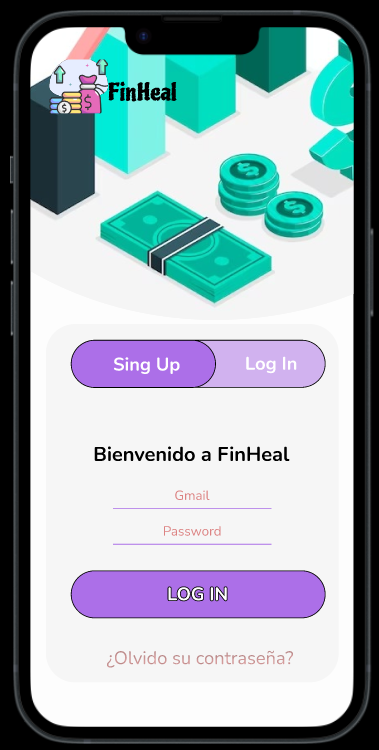 FinHeal
Sing Up
Log In
Bienvenido a FinHeal
Gmail
Password
LOG IN
¿Olvido su contraseña?